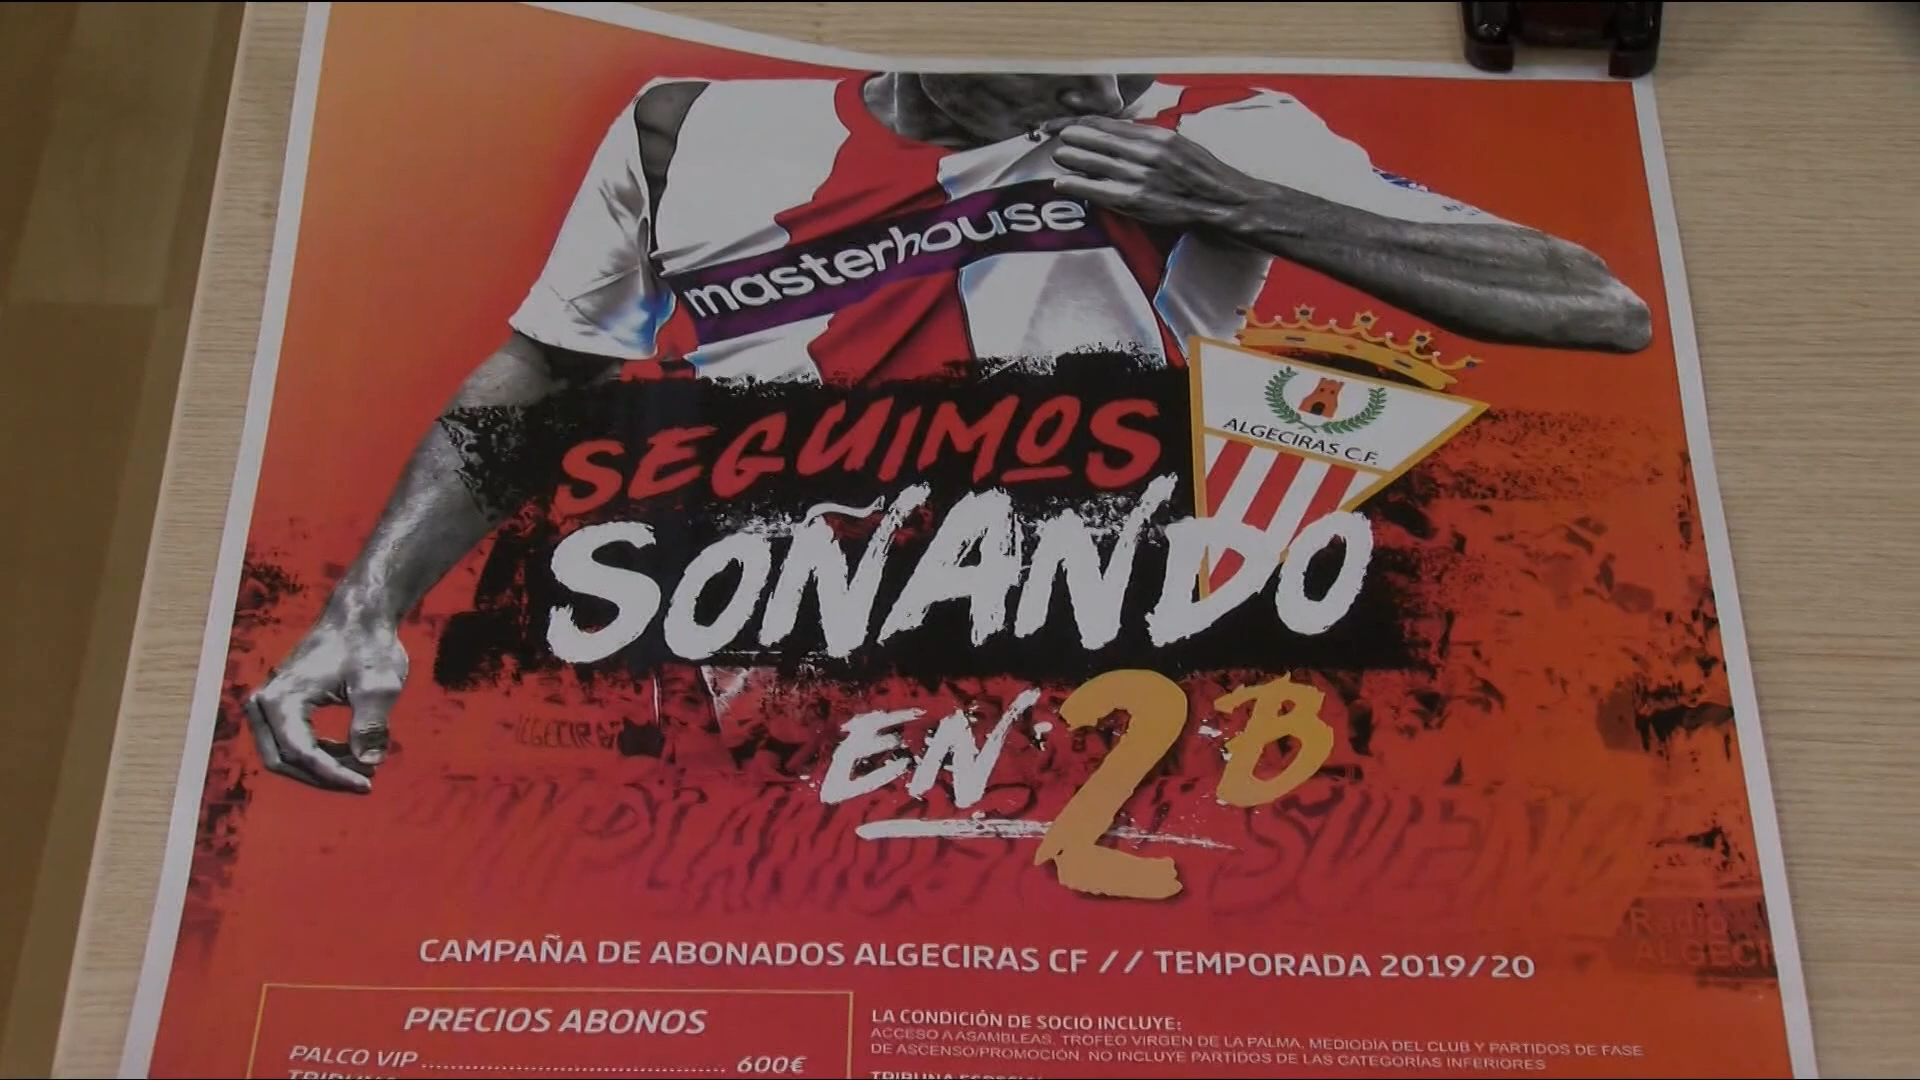 masterhouse
ALGECIRAS C.F.
SEGUIMOS
SOÑANDO
EN 2B
CAMPAÑA DE ABONADOS ALGECIRAS CF // TEMPORADA 2019/20
PRECIOS ABONOS
PALCO VIP ........................................ 600€
LA CONDICIÓN DE SOCIO INCLUYE:
ACCESO A ASAMBLEAS, TROFEO VIRGEN DE LA PALMA, MEDIODÍA DEL CLUB Y PARTIDOS DE FASE
DE ASCENSO/PROMOCIÓN. NO INCLUYE PARTIDOS DE LAS CATEGORÍAS INFERIORES